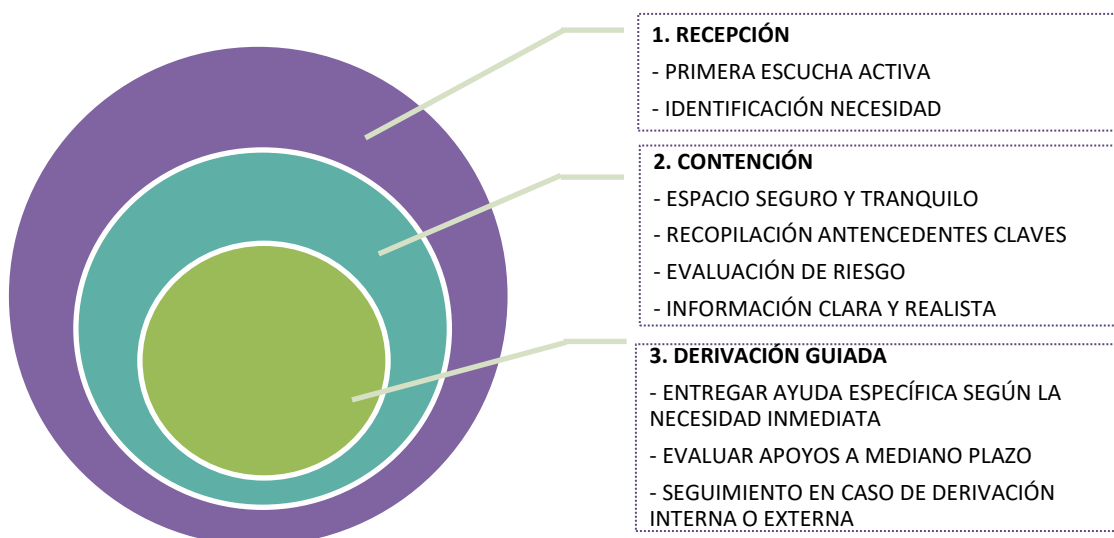 1. RECEPCIÓN
- PRIMERA ESCUCHA ACTIVA
- IDENTIFICACIÓN NECESIDAD
2. CONTENCIÓN
- ESPACIO SEGURO Y TRANQUILO
- RECOPILACIÓN ANTENCEDENTES CLAVES
- EVALUACIÓN DE RIESGO
- INFORMACIÓN CLARA Y REALISTA
3. DERIVACIÓN GUIADA
- ENTREGAR AYUDA ESPECÍFICA SEGÚN LA
NECESIDAD INMEDIATA
- EVALUAR APOYOS A MEDIANO PLAZO
- SEGUIMIENTO EN CASO DE DERIVACIÓN
INTERNA O EXTERNA